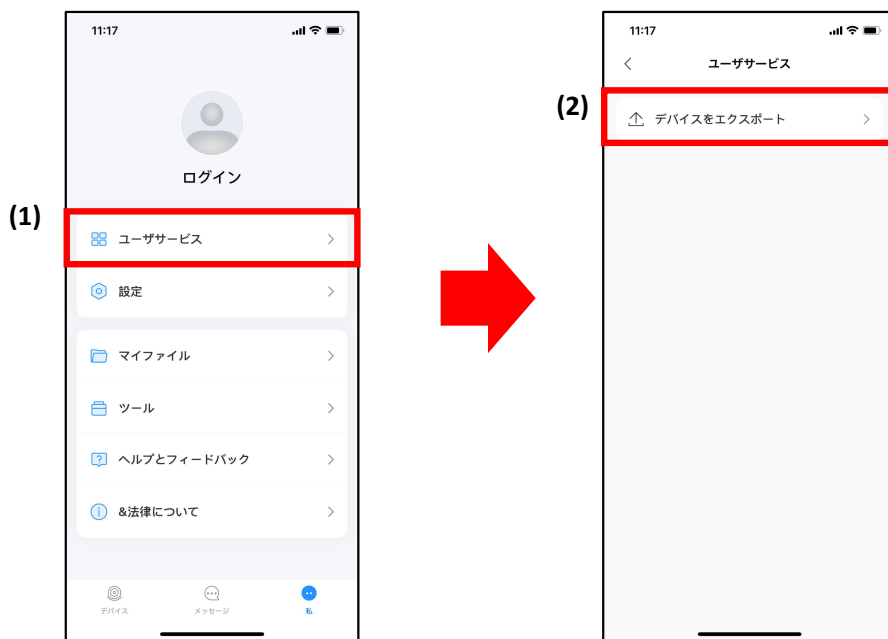 11:17
ログイン
(1)
ユーザサービス
設定
マイファイル
ツール
ヘルプとフィードバック
&法律について
デバイス
メッセージ
私
11:17
ユーザサービス
(2)
デバイスをエクスポート